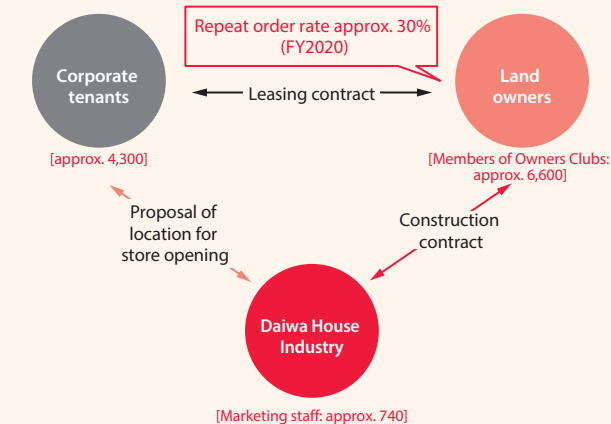 Repeat order rate approx. 30%
(FY2020)
Corporate
tenants
Leasing contract
Land
owners
[approx. 4,300]
[Members of Owners Clubs:
approx. 6,600]
Proposal of
location for
store opening
Construction
contract
Daiwa House
Industry
[Marketing staff: approx. 740]